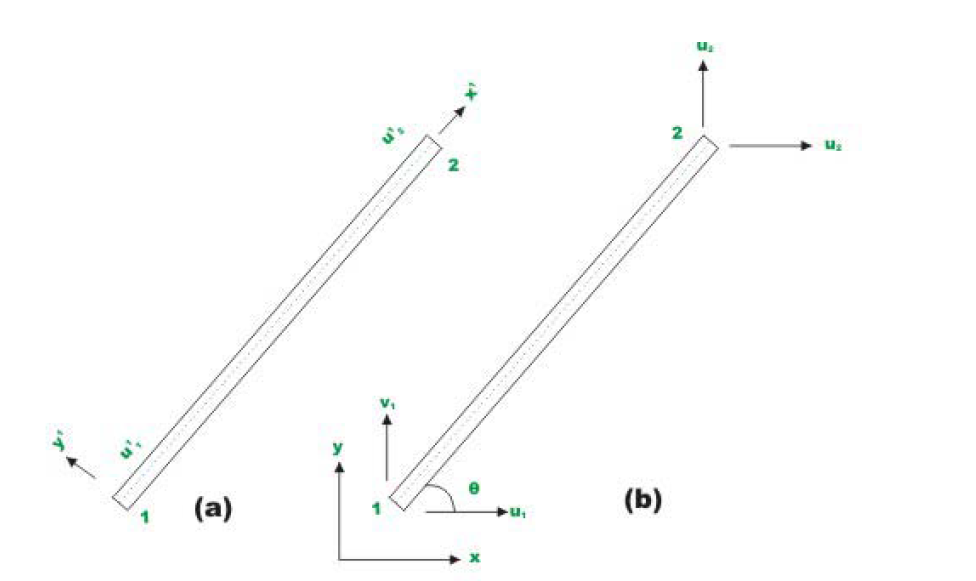 u₂
x'
u'₂
2
2
u₂
v₁
y'
u'₁
y
θ
1
(a)
1
u₁
(b)
x